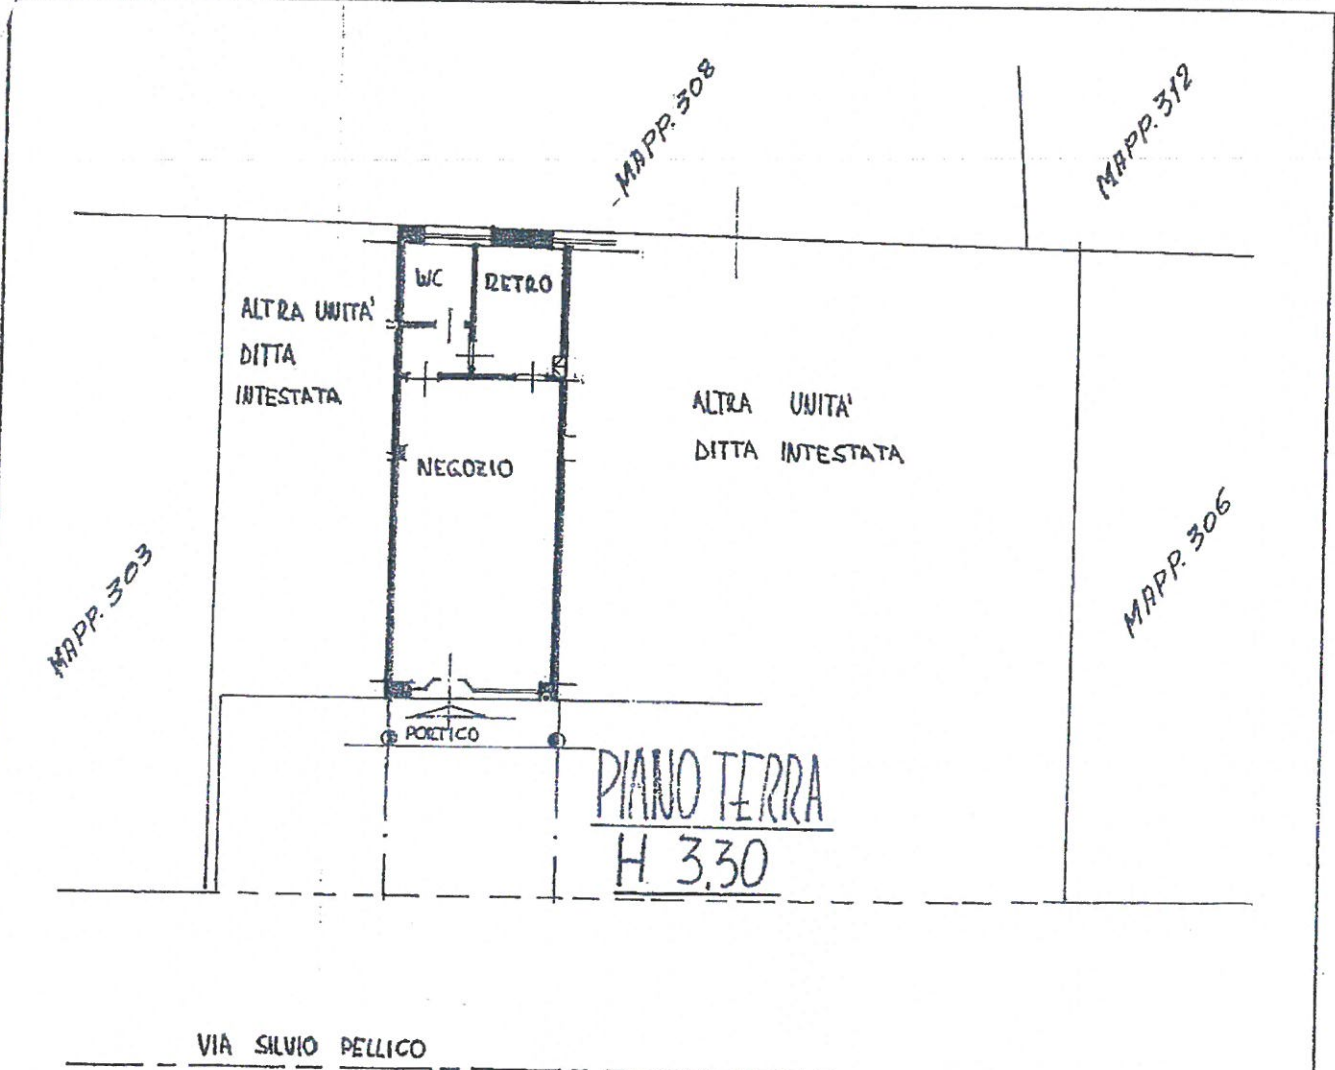 MAPP. 308
MAPP. 312
WC
RETRO
ALTRA UNITA'
DITTA
INTESTATA
ALTRA UNITA'
DITTA INTESTATA
NEGOZIO
MAPP. 303
MAPP. 306
PORTICO
PIANO TERRA
H 3,30
VIA SILVIO PELLICO